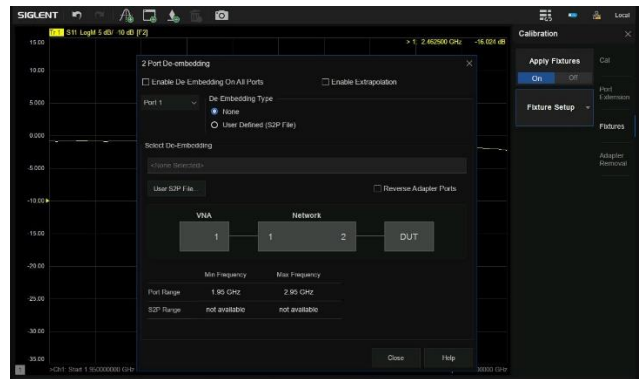 SIGLENT
Local
Tr 1 S11 LogM 5 dB/ -10 dB [F2]
> 1: 2.462500 GHz -16.024 dB
Calibration
15.00
10.00
5.000
0.000
-5.000
-10.00
-15.00
-20.00
-25.00
-30.00
-35.00
2 Port De-embedding
Enable De-Embedding On All Ports
Enable Extrapolation
Port 1
De-Embedding Type
None
User Defined (S2P File)
Select De-Embedding
<None Selected>
User S2P File...
Reverse Adapter Ports
VNA
Network
1
1
2
DUT
Min Frequency
Max Frequency
Port Range
1.95 GHz
2.95 GHz
S2P Range
not available
not available
Close
Help
Apply Fixtures
On
Off
Fixture Setup
Cal
Port
Extension
Fixtures
Adapter
Removal
1
>Ch1: Start 1.950000000 GHz